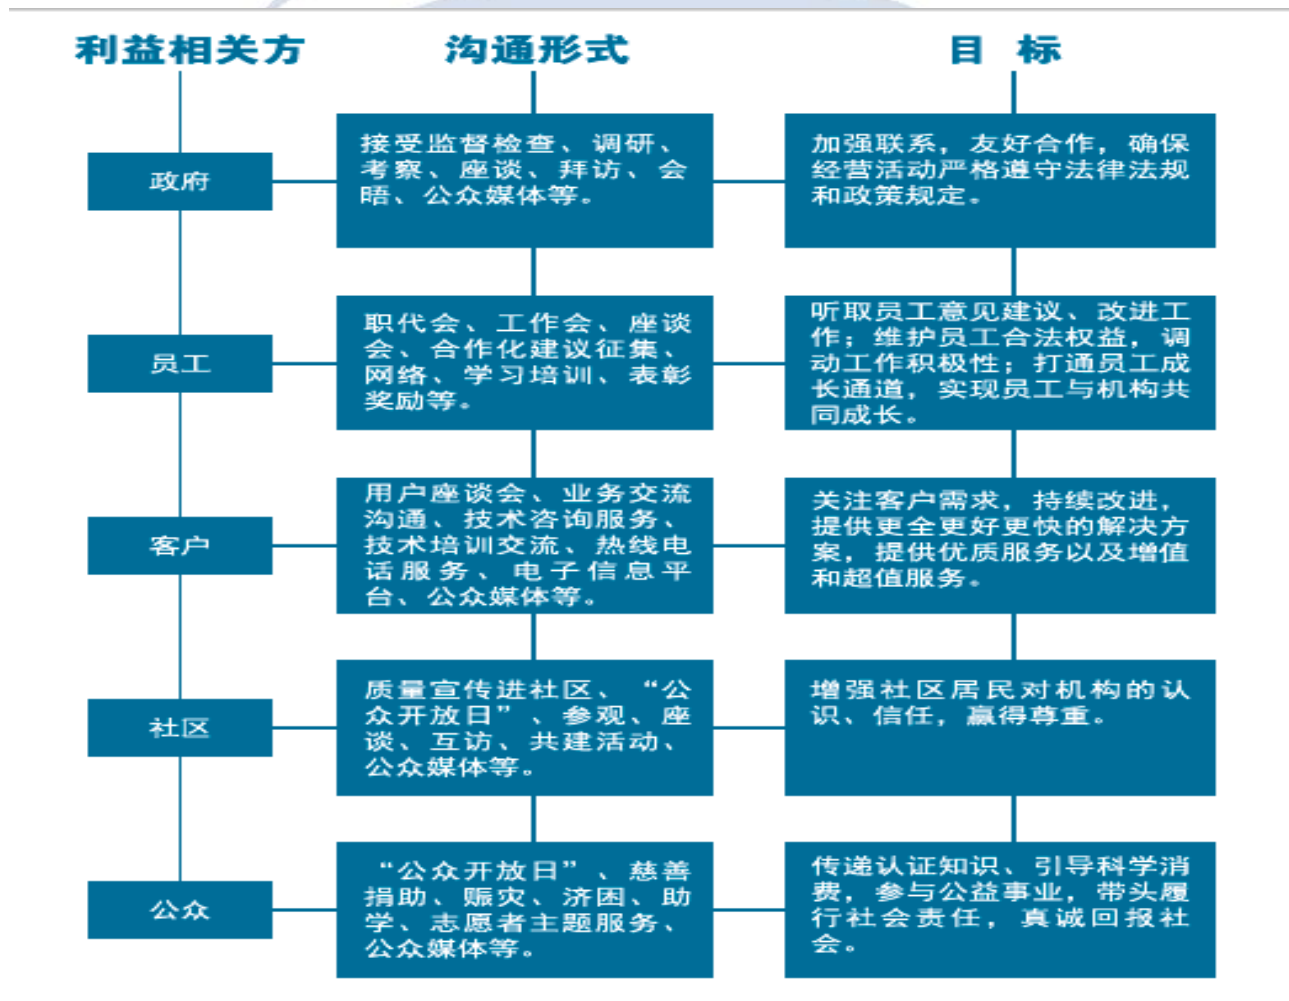 利益相关方
沟通形式
目 标
政府
接受监督检查、调研、
考察、座谈、拜访、会
晤、公众媒体等。
加强联系，友好合作，确保
经营活动严格遵守法律法规
和政策规定。
员工
职代会、工作会、座谈
会、合作化建议征集、
网络、学习培训、表彰
奖励等。
听取员工意见建议、改进工
作；维护员工合法权益，调
动工作积极性；打通员工成
长通道，实现员工与机构共
同成长。
客户
用户座谈会、业务交流
沟通、技术咨询服务、
技术培训交流、热线电
话服务、电子信息平
台、公众媒体等。
关注客户需求，持续改进，
提供更全更好更快的解决方
案，提供优质服务以及增值
和超值服务。
社区
质量宣传进社区、“公
众开放日”、参观、座
谈、互访、共建活动、
公众媒体等。
增强社区居民对机构的认
识、信任，赢得尊重。
公众
“公众开放日”、慈善
捐助、赈灾、济困、助
学、志愿者主题服务、
公众媒体等。
传递认证知识、引导科学消
费，参与公益事业，带头履
行社会责任，真诚回报社
会。